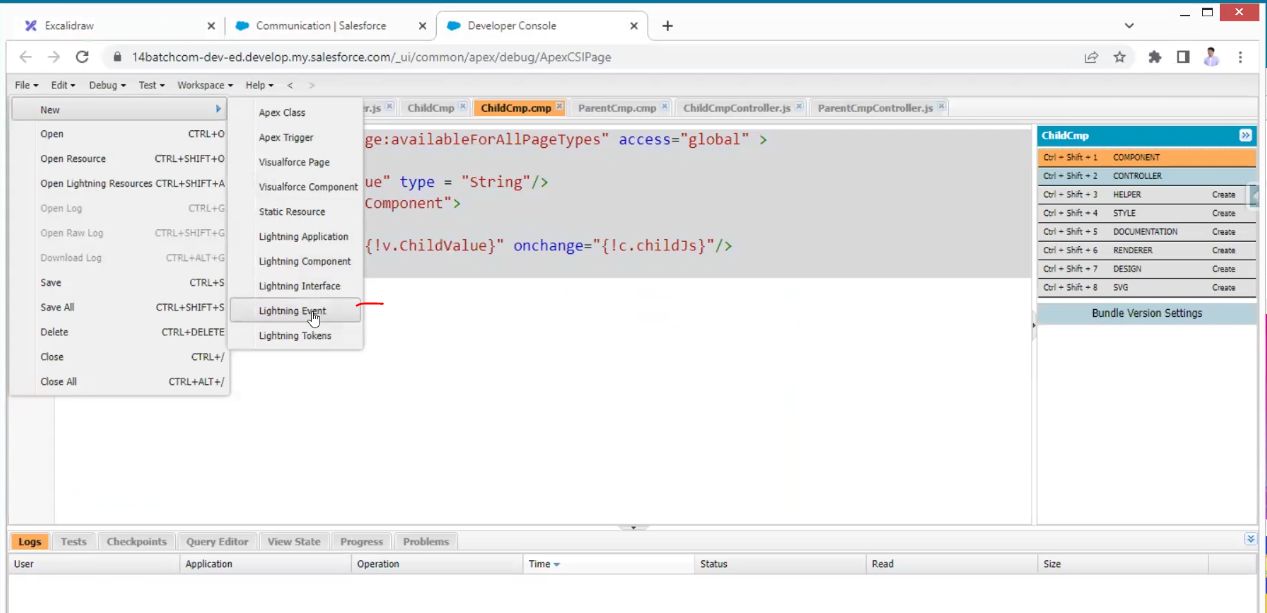 Excalidraw
Communication | Salesforce
Developer Console
14batchcom-dev-ed.develop.my.salesforce.com/_ui/common/apex/debug/ApexCSIPage
File Edit Debug Test Workspace Help < >
r.js ChildCmp ChildCmp.cmp ParentCmp.cmp ChildCmpController.js ParentCmpController.js
New
Open CTRL+O
Open Resource CTRL+SHIFT+O
Open Lightning Resources CTRL+SHIFT+A
Open Log CTRL+G
Open Raw Log CTRL+SHIFT+G
Download Log CTRL+ALT+G
Save CTRL+S
Save All CTRL+SHIFT+S
Delete CTRL+DELETE
Close CTRL+/
Close All CTRL+ALT+/
Apex Class
Apex Trigger
Visualforce Page
Visualforce Component
Static Resource
Lightning Application
Lightning Component
Lightning Interface
Lightning Event
Lightning Tokens
ge:availableForAllPageTypes" access="global" >
ue" type = "String"/>
Component">
{!v.ChildValue}" onchange="{!c.childJs}"/>
ChildCmp
Ctrl + Shift + 1 COMPONENT
Ctrl + Shift + 2 CONTROLLER
Ctrl + Shift + 3 HELPER Create
Ctrl + Shift + 4 STYLE Create
Ctrl + Shift + 5 DOCUMENTATION Create
Ctrl + Shift + 6 RENDERER Create
Ctrl + Shift + 7 DESIGN Create
Ctrl + Shift + 8 SVG Create
Bundle Version Settings
Logs Tests Checkpoints Query Editor View State Progress Problems
User Application Operation Time Status Read Size